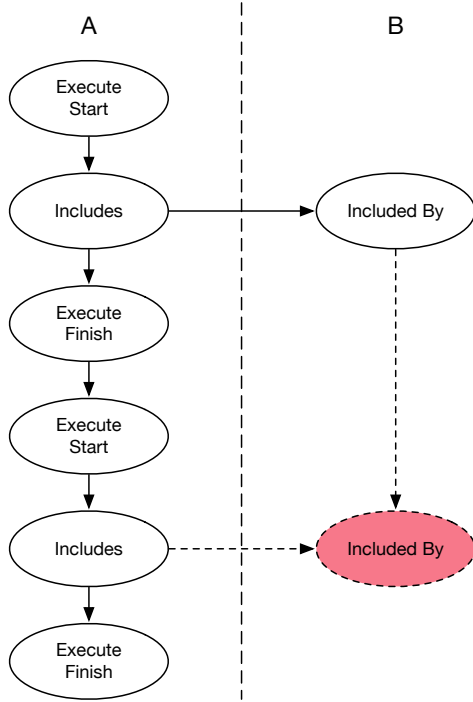 A
B
Execute
Start
Includes
Included By
Execute
Finish
Execute
Start
Includes
Included By
Execute
Finish